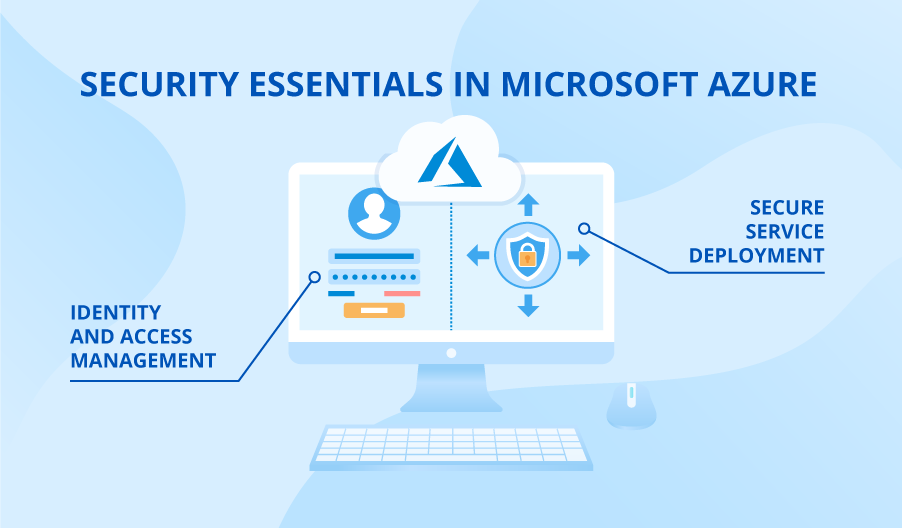 SECURITY ESSENTIALS IN MICROSOFT AZURE
SECURE
SERVICE
DEPLOYMENT
IDENTITY
AND ACCESS
MANAGEMENT